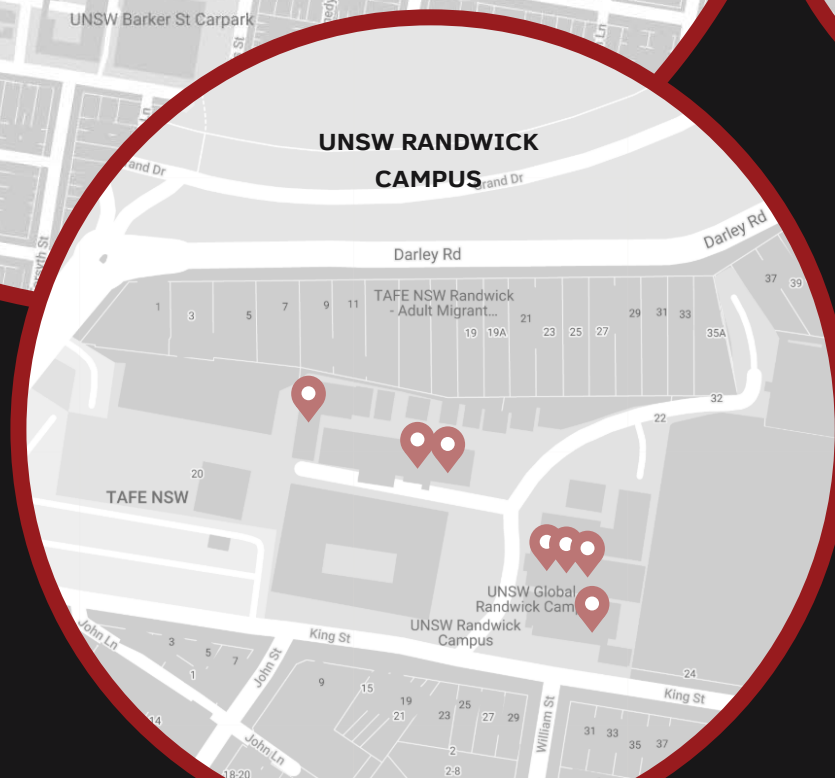 UNSW Barker St Carpark
UNSW RANDWICK
CAMPUS
Grand Dr
Darley Rd
Darley Rd
37
39
TAFE NSW Randwick
- Adult Migrant...
1
3
5
7
9
11
19
19A
21
23
25
27
29
31
33
35A
32
22
20
TAFE NSW
UNSW Global
Randwick Cam
UNSW Randwick
Campus
King St
King St
24
John Ln
3
5
7
1
John St
14
John Ln
18-20
9
15
19
21
23
25
27
29
2
2-8
William St
31
33
35
37